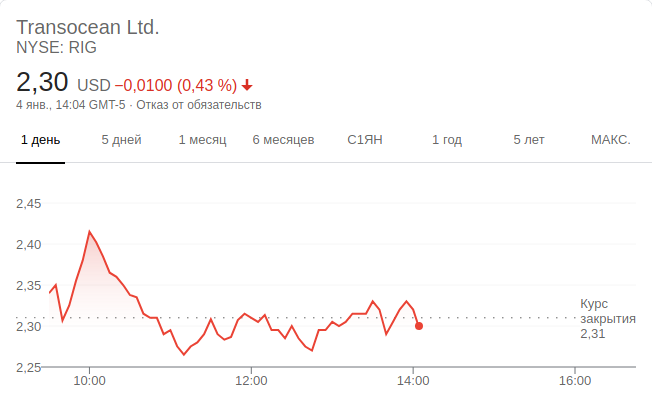 Transocean Ltd.
NYSE: RIG
2,30 USD −0,0100 (0,43 %)
4 янв., 14:04 GMT-5 · Отказ от обязательств
1 день 5 дней 1 месяц 6 месяцев С1ЯН 1 год 5 лет МАКС.
2,45
2,40
2,35
2,30
2,25
Курс
закрытия
2,31
10:00 12:00 14:00 16:00